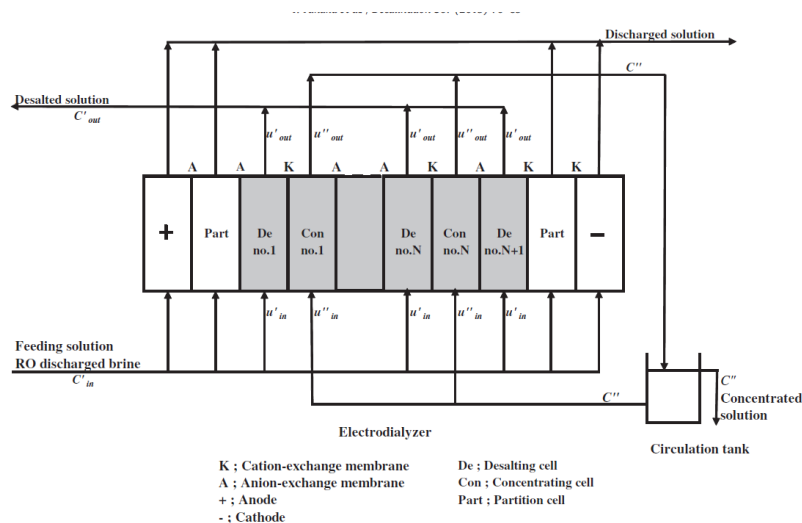 Discharged solution
C''
Desalted solution
C'out
u'out u''out u'out u''out u'out
A A K A A K A K K
+ Part De no.1 Con no.1 De no.N Con no.N De no.N+1 Part -
u'in u''in u'in u''in u'in
Feeding solution
RO discharged brine
C'in
C''
C''
Concentrated
solution
Electrodialyzer
Circulation tank
K ; Cation-exchange membrane
A ; Anion-exchange membrane
+ ; Anode
- ; Cathode
De ; Desalting cell
Con ; Concentrating cell
Part ; Partition cell